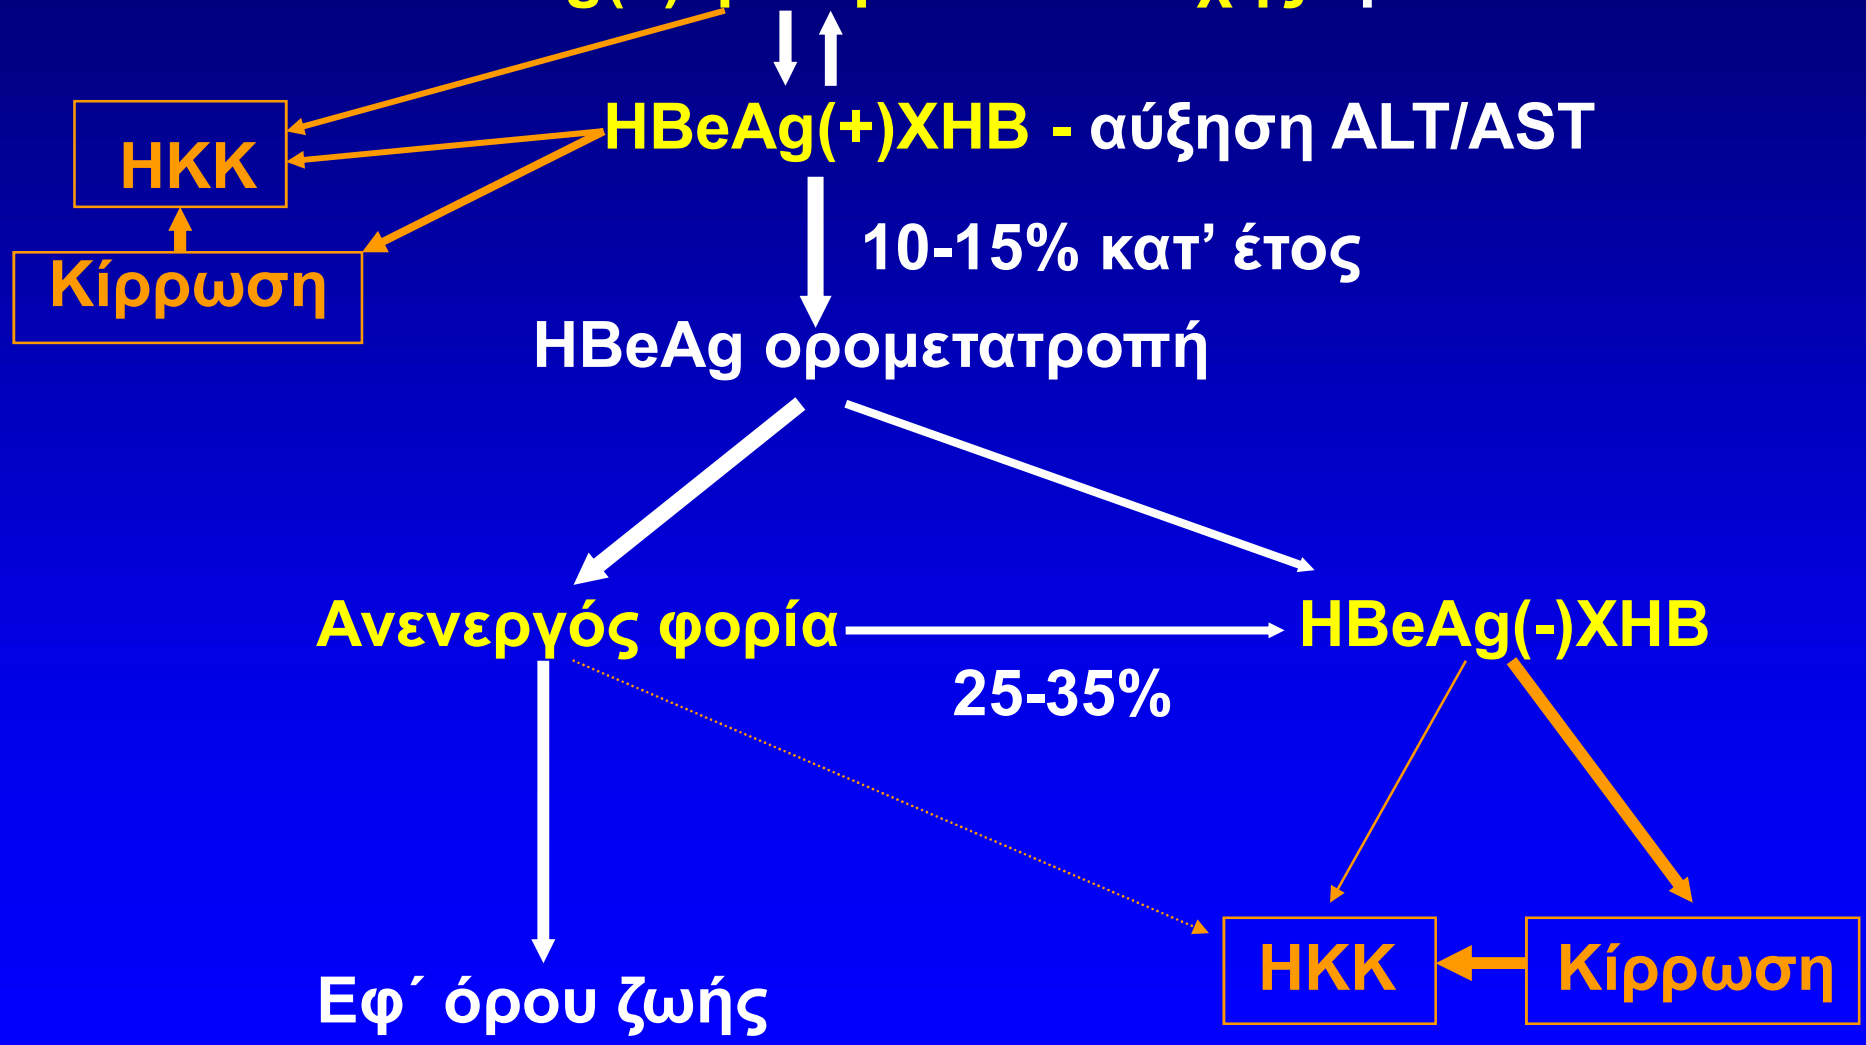 HBeAg(+)ΧΗΒ - αύξηση ALT/AST
ΗΚΚ
10-15% κατ’ έτος
Κίρρωση
HBeAg ορομετατροπή
Ανενεργός φορία
HBeAg(-)ΧΗΒ
25-35%
ΗΚΚ
Κίρρωση
Εφ΄ όρου ζωής